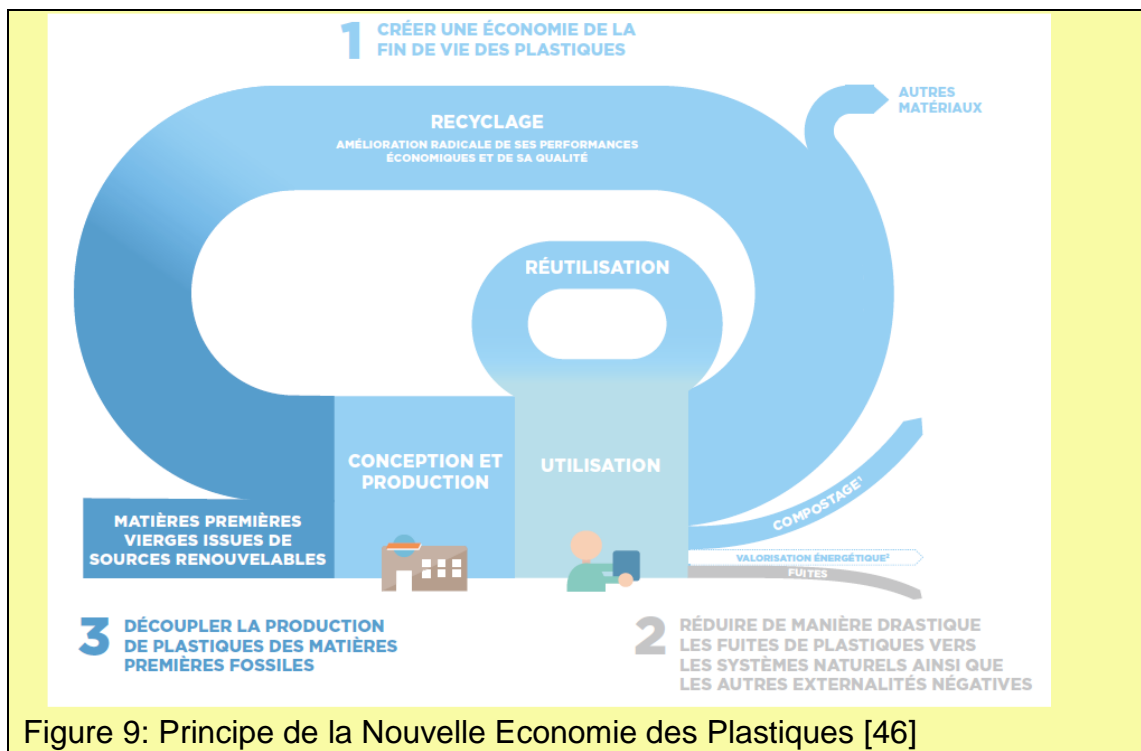 1 CRÉER UNE ÉCONOMIE DE LA
FIN DE VIE DES PLASTIQUES
AUTRES
MATÉRIAUX
RECYCLAGE
AMÉLIORATION RADICALE DE SES PERFORMANCES
ÉCONOMIQUES ET DE SA QUALITÉ
RÉUTILISATION
CONCEPTION ET
PRODUCTION
UTILISATION
MATIÈRES PREMIÈRES
VIERGES ISSUES DE
SOURCES RENOUVELABLES
COMPOSTAGE¹
VALORISATION ÉNERGÉTIQUE²
FUITES
3 DÉCOUPLER LA PRODUCTION
DE PLASTIQUES DES MATIÈRES
PREMIÈRES FOSSILES
2 RÉDUIRE DE MANIÈRE DRASTIQUE
LES FUITES DE PLASTIQUES VERS
LES SYSTÈMES NATURELS AINSI QUE
LES AUTRES EXTERNALITÉS NÉGATIVES
Figure 9: Principe de la Nouvelle Economie des Plastiques [46]